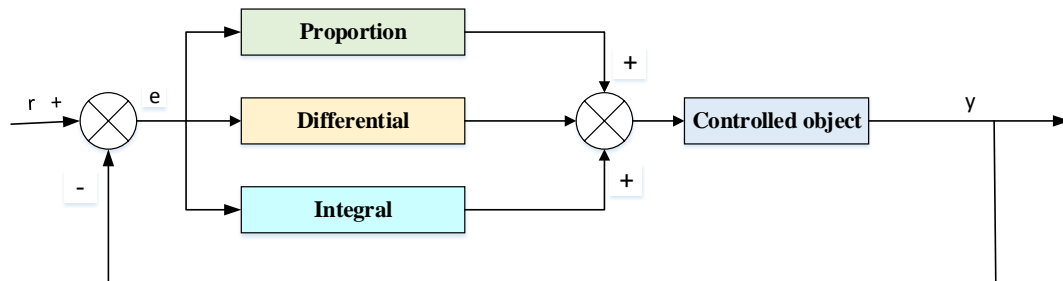 Proportion
+
r +
e
Differential
Controlled object
y
-
Integral
+